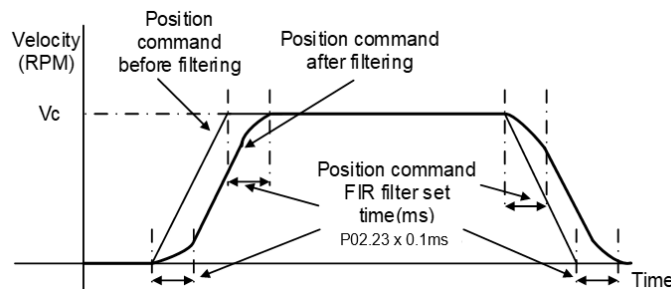 Velocity
(RPM)
Position
command
before filtering
Position command
after filtering
Vc
Position command
FIR filter set
time(ms)
P02.23 x 0.1ms
Time